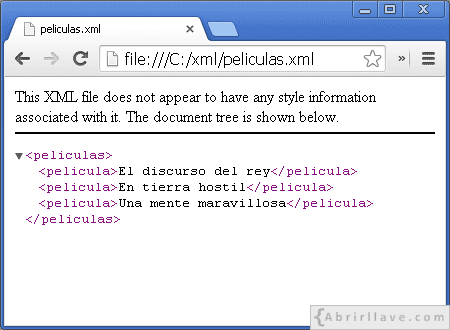 peliculas.xml
file:///C:/xml/peliculas.xml
This XML file does not appear to have any style information
associated with it. The document tree is shown below.
▼<peliculas>
<pelicula>El discurso del rey</pelicula>
<pelicula>En tierra hostil</pelicula>
<pelicula>Una mente maravillosa</pelicula>
</peliculas>
{Abrirllave.com